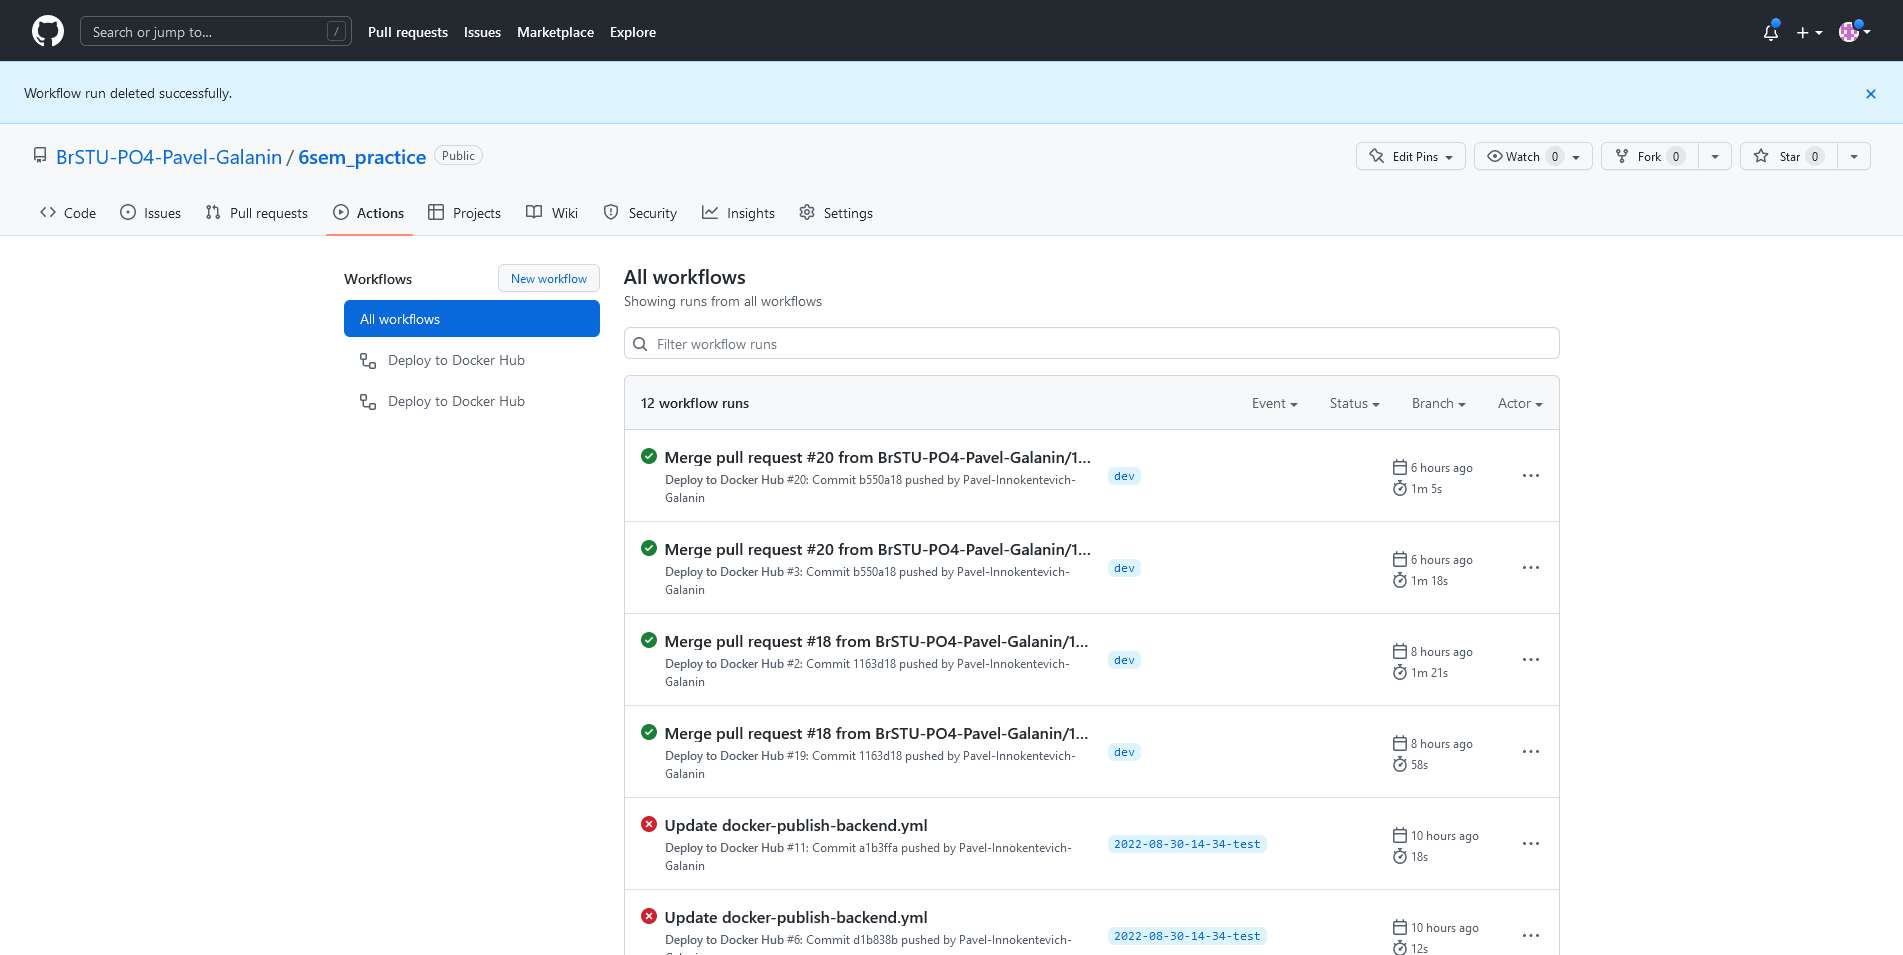 Search or jump to... /
Pull requests Issues Marketplace Explore
Workflow run deleted successfully.
BrSTU-PO4-Pavel-Galanin / 6sem_practice Public
Edit Pins Watch 0 Fork 0 Star 0
Code Issues Pull requests Actions Projects Wiki Security Insights Settings
Workflows New workflow
All workflows
Deploy to Docker Hub
Deploy to Docker Hub
All workflows
Showing runs from all workflows
Filter workflow runs
12 workflow runs Event Status Branch Actor
Merge pull request #20 from BrSTU-PO4-Pavel-Galanin/1...
Deploy to Docker Hub #20: Commit b550a18 pushed by Pavel-Innokentevich-
Galanin
dev
6 hours ago
1m 5s
Merge pull request #20 from BrSTU-PO4-Pavel-Galanin/1...
Deploy to Docker Hub #3: Commit b550a18 pushed by Pavel-Innokentevich-
Galanin
dev
6 hours ago
1m 18s
Merge pull request #18 from BrSTU-PO4-Pavel-Galanin/1...
Deploy to Docker Hub #2: Commit 1163d18 pushed by Pavel-Innokentevich-
Galanin
dev
8 hours ago
1m 21s
Merge pull request #18 from BrSTU-PO4-Pavel-Galanin/1...
Deploy to Docker Hub #19: Commit 1163d18 pushed by Pavel-Innokentevich-
Galanin
dev
8 hours ago
58s
Update docker-publish-backend.yml
Deploy to Docker Hub #11: Commit a1b3ffa pushed by Pavel-Innokentevich-
Galanin
2022-08-30-14-34-test
10 hours ago
18s
Update docker-publish-backend.yml
Deploy to Docker Hub #6: Commit d1b838b pushed by Pavel-Innokentevich-
2022-08-30-14-34-test
10 hours ago
12s